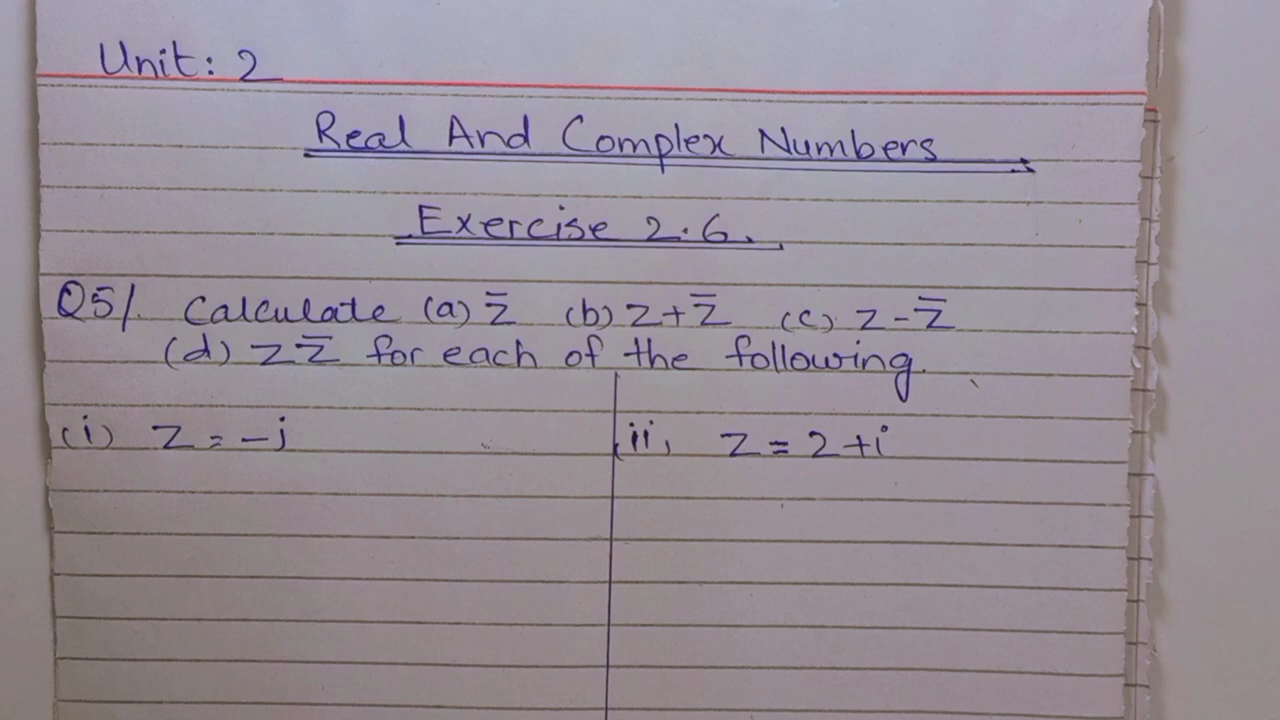 Unit: 2
Real And Complex Numbers
Exercise 2.6.
Q5/. Calculate (a) z̄ (b) z+z̄ (c) z-z̄
(d) zz̄ for each of the following.
(i) z = -i
(ii) z = 2+i